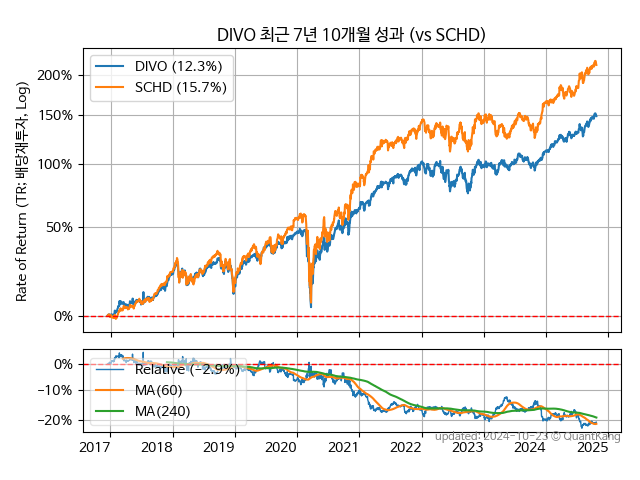 DIVO 최근 7년 10개월 성과 (vs SCHD)
Rate of Return (TR; 배당재투자, Log)
DIVO (12.3%)
SCHD (15.7%)
200%
150%
100%
50%
0%
Relative (−2.9%)
MA(60)
MA(240)
0%
−10%
−20%
2017 2018 2019 2020 2021 2022 2023 2024 2025
updated: 2024-10-23 © QuantKang